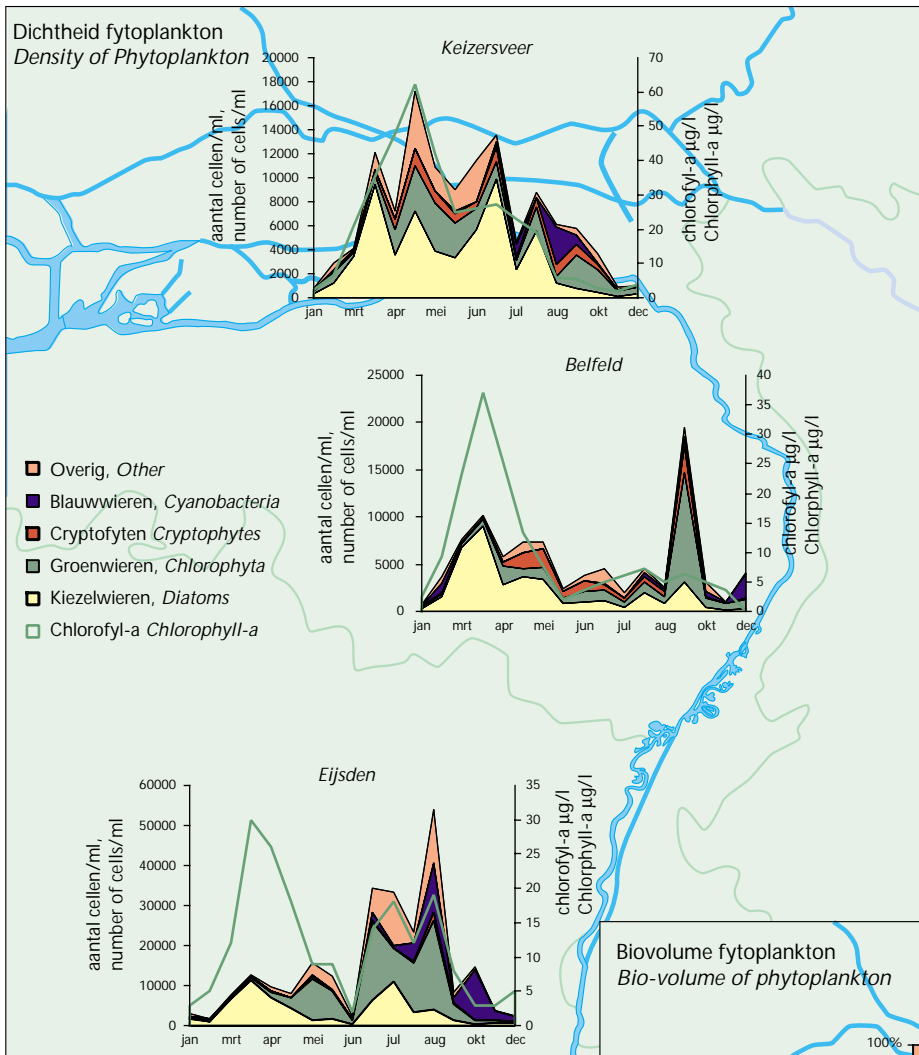 Dichtheid fytoplankton
Density of Phytoplankton
Keizersveer
aantal cellen/ml,
number of cells/ml
20000
18000
16000
14000
12000
10000
8000
6000
4000
2000
0
70
60
50
40
30
20
10
0
chlorofyl-a µg/l
Chlorphyll-a µg/l
jan mrt apr mei jun jul aug okt dec
Belfeld
aantal cellen/ml,
number of cells/ml
25000
20000
15000
10000
5000
0
40
35
30
25
20
15
10
5
0
chlorofyl-a µg/l
Chlorphyll-a µg/l
jan mrt apr mei jun jul aug okt dec
Overig, Other
Blauwwieren, Cyanobacteria
Cryptofyten Cryptophytes
Groenwieren, Chlorophyta
Kiezelwieren, Diatoms
Chlorofyl-a Chlorophyll-a
Eijsden
aantal cellen/ml,
number of cells/ml
60000
50000
40000
30000
20000
10000
0
35
30
25
20
15
10
5
0
chlorofyl-a µg/l
Chlorphyll-a µg/l
jan mrt apr mei jun jul aug okt dec
Biovolume fytoplankton
Bio-volume of phytoplankton
100%